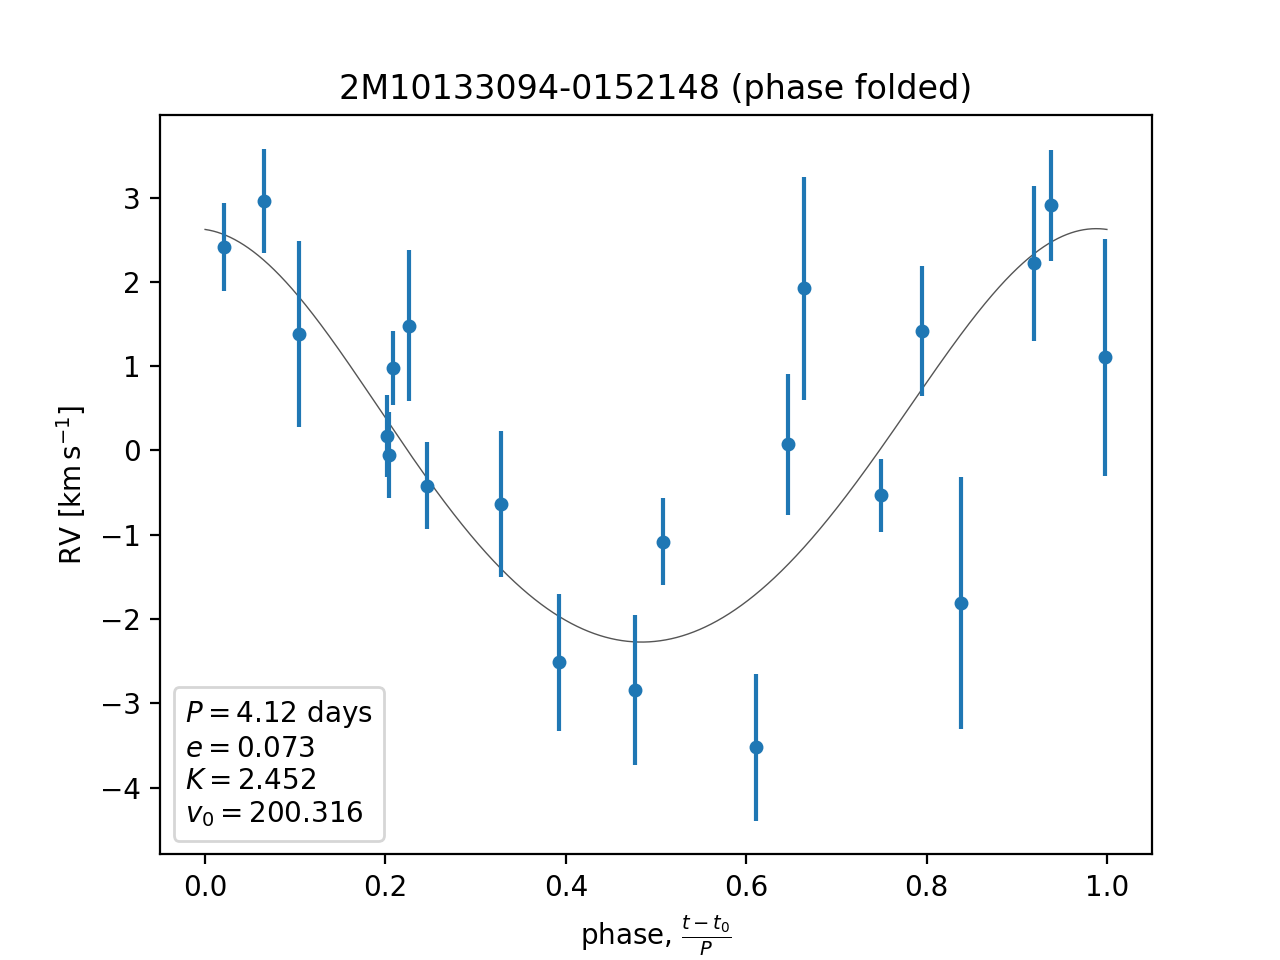 2M10133094-0152148 (phase folded)
RV [km s⁻¹]
3
2
1
0
−1
−2
−3
−4
P = 4.12 days
e = 0.073
K = 2.452
v₀ = 200.316
0.0 0.2 0.4 0.6 0.8 1.0
phase, (t − t₀)/P